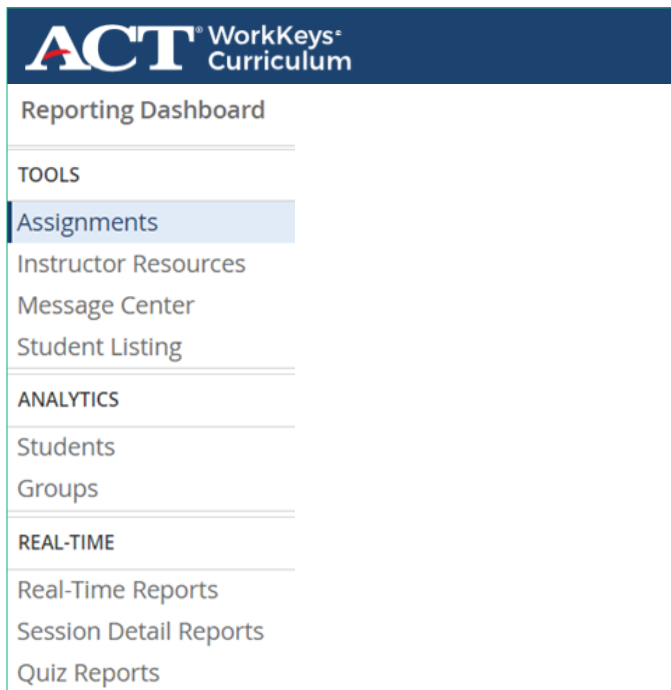 ACT® WorkKeys®
Curriculum
Reporting Dashboard
TOOLS
Assignments
Instructor Resources
Message Center
Student Listing
ANALYTICS
Students
Groups
REAL-TIME
Real-Time Reports
Session Detail Reports
Quiz Reports